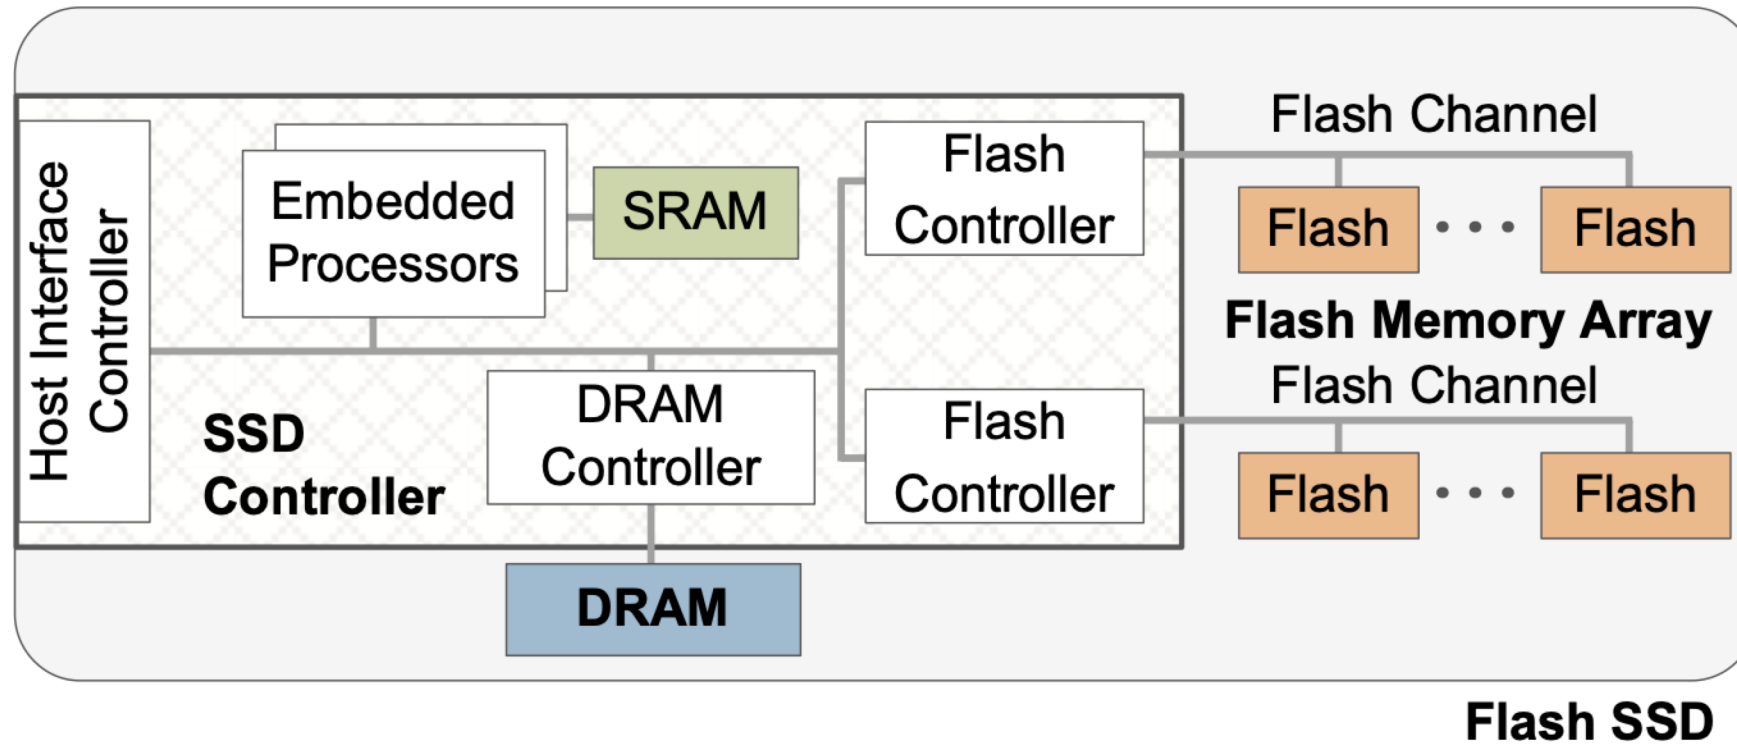 Host Interface
Controller
Embedded
Processors
SRAM
SSD
Controller
DRAM
Controller
DRAM
Flash
Controller
Flash
Controller
Flash Channel
Flash
Flash
Flash Memory Array
Flash Channel
Flash
Flash
Flash SSD